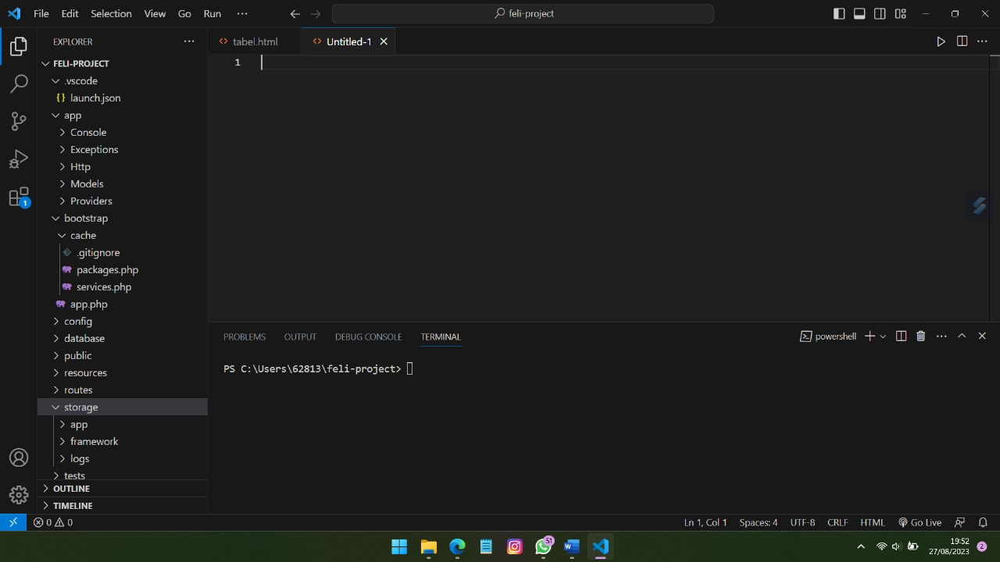 File Edit Selection View Go Run ···
feli-project
EXPLORER
FELI-PROJECT
.vscode
{} launch.json
app
Console
Exceptions
Http
Models
Providers
bootstrap
cache
.gitignore
packages.php
services.php
app.php
config
database
public
resources
routes
storage
app
framework
logs
tests
OUTLINE
TIMELINE
1
tabel.html
Untitled-1
1
PROBLEMS OUTPUT DEBUG CONSOLE TERMINAL
powershell
PS C:\Users\62813\feli-project>
0 0
Ln 1, Col 1 Spaces: 4 UTF-8 CRLF HTML Go Live
51
19:52
27/08/2023
2